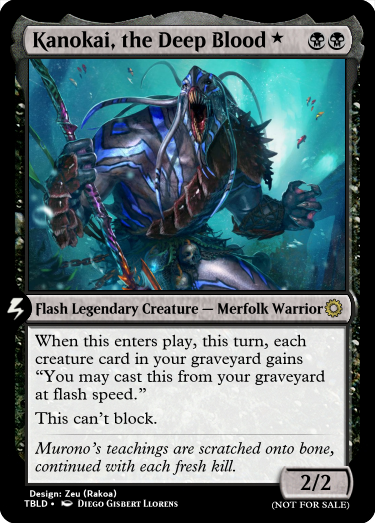 Kanokai, the Deep Blood ★
Flash Legendary Creature — Merfolk Warrior
When this enters play, this turn, each
creature card in your graveyard gains
“You may cast this from your graveyard
at flash speed.”
This can’t block.
Murono’s teachings are scratched onto bone,
continued with each fresh kill.
2/2
Design: Zeu (Rakoa)
TBLD • Diego Gisbert Llorens
(NOT FOR SALE)